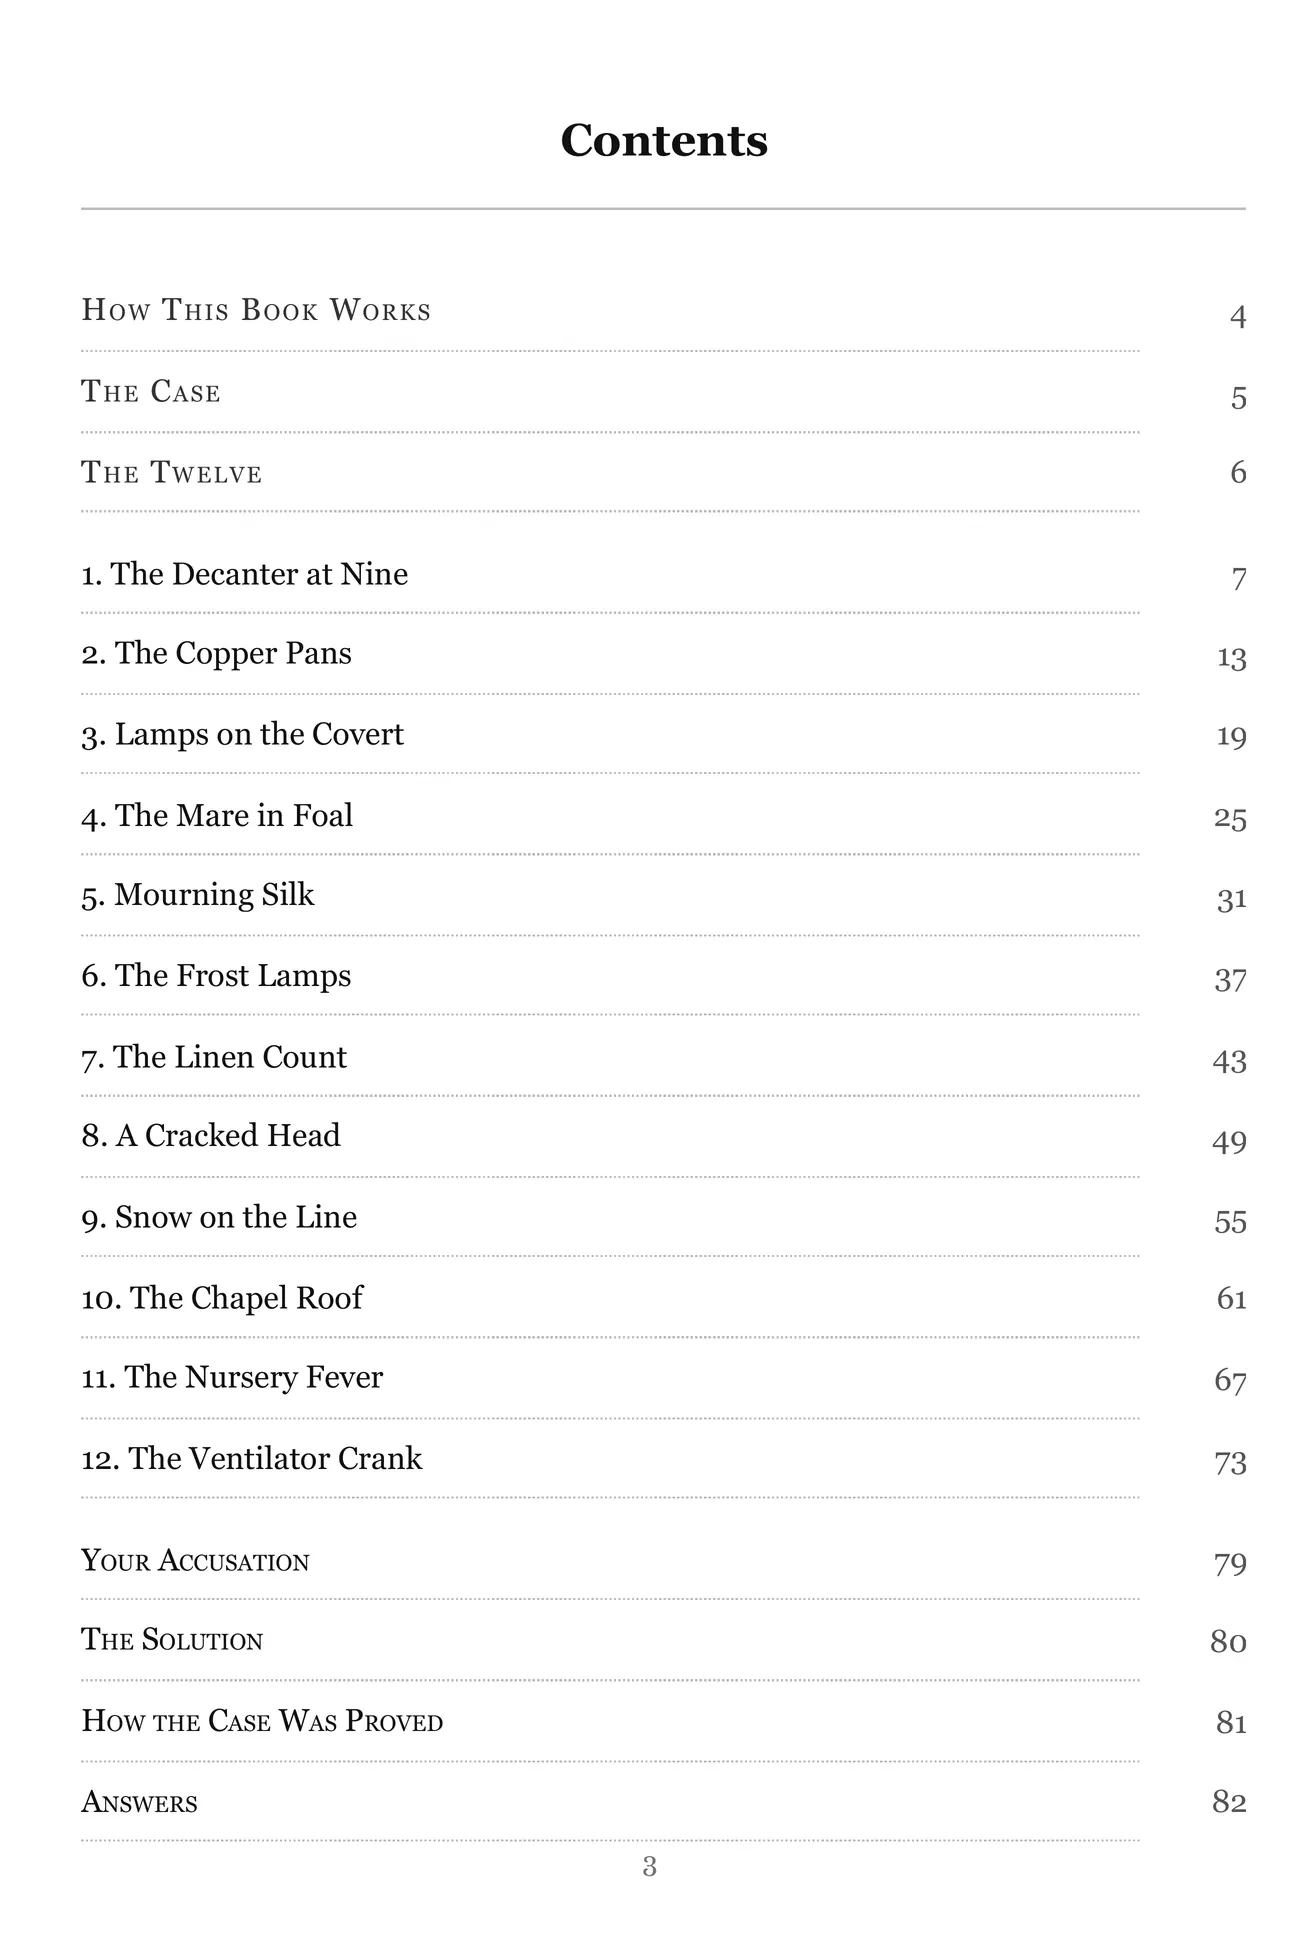 Contents
How This Book Works 4
The Case 5
The Twelve 6
1. The Decanter at Nine 7
2. The Copper Pans 13
3. Lamps on the Covert 19
4. The Mare in Foal 25
5. Mourning Silk 31
6. The Frost Lamps 37
7. The Linen Count 43
8. A Cracked Head 49
9. Snow on the Line 55
10. The Chapel Roof 61
11. The Nursery Fever 67
12. The Ventilator Crank 73
Your Accusation 79
The Solution 80
How the Case Was Proved 81
Answers 82
3